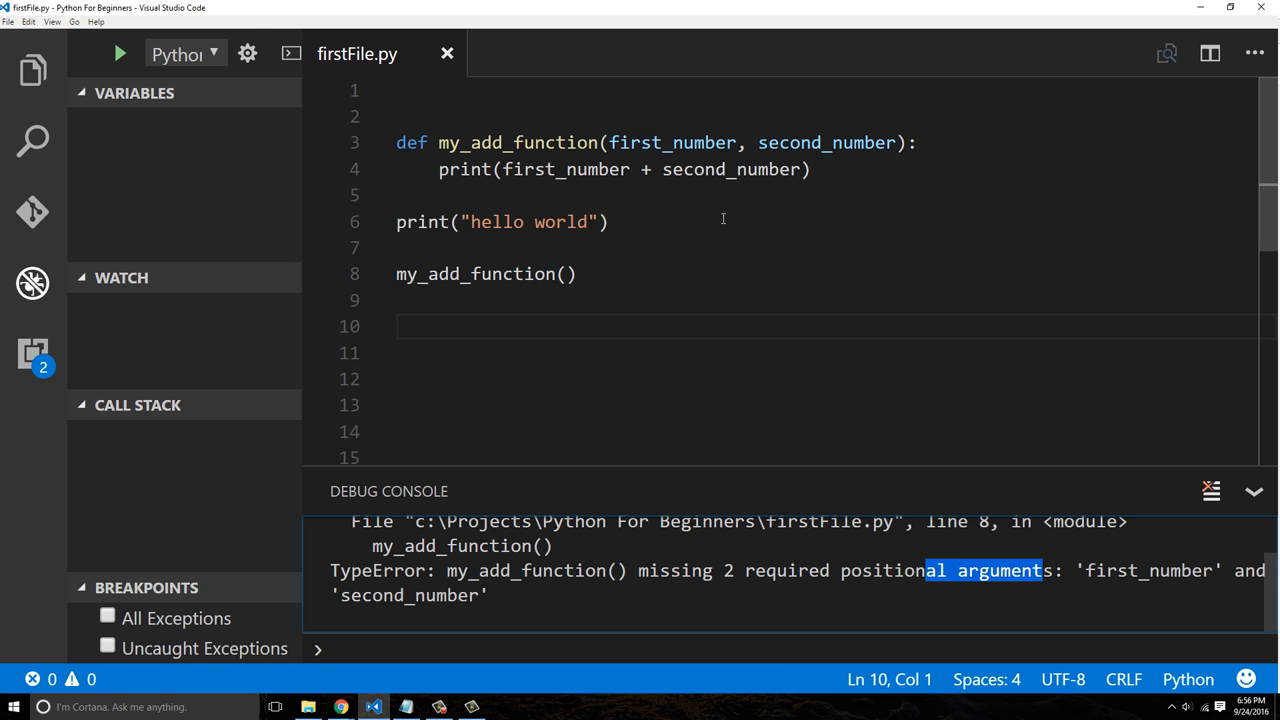 firstFile.py - Python For Beginners - Visual Studio Code
File Edit View Go Help
Python
firstFile.py
VARIABLES
WATCH
CALL STACK
BREAKPOINTS
All Exceptions
Uncaught Exceptions
2
1
2
3 def my_add_function(first_number, second_number):
4 print(first_number + second_number)
5
6 print("hello world")
7
8 my_add_function()
9
10
11
12
13
14
15
DEBUG CONSOLE
File "c:\Projects\Python For Beginners\firstFile.py", line 8, in <module>
my_add_function()
TypeError: my_add_function() missing 2 required positional arguments: 'first_number' and
'second_number'
0 0 Ln 10, Col 1 Spaces: 4 UTF-8 CRLF Python
I'm Cortana. Ask me anything.
6:56 PM
9/24/2016